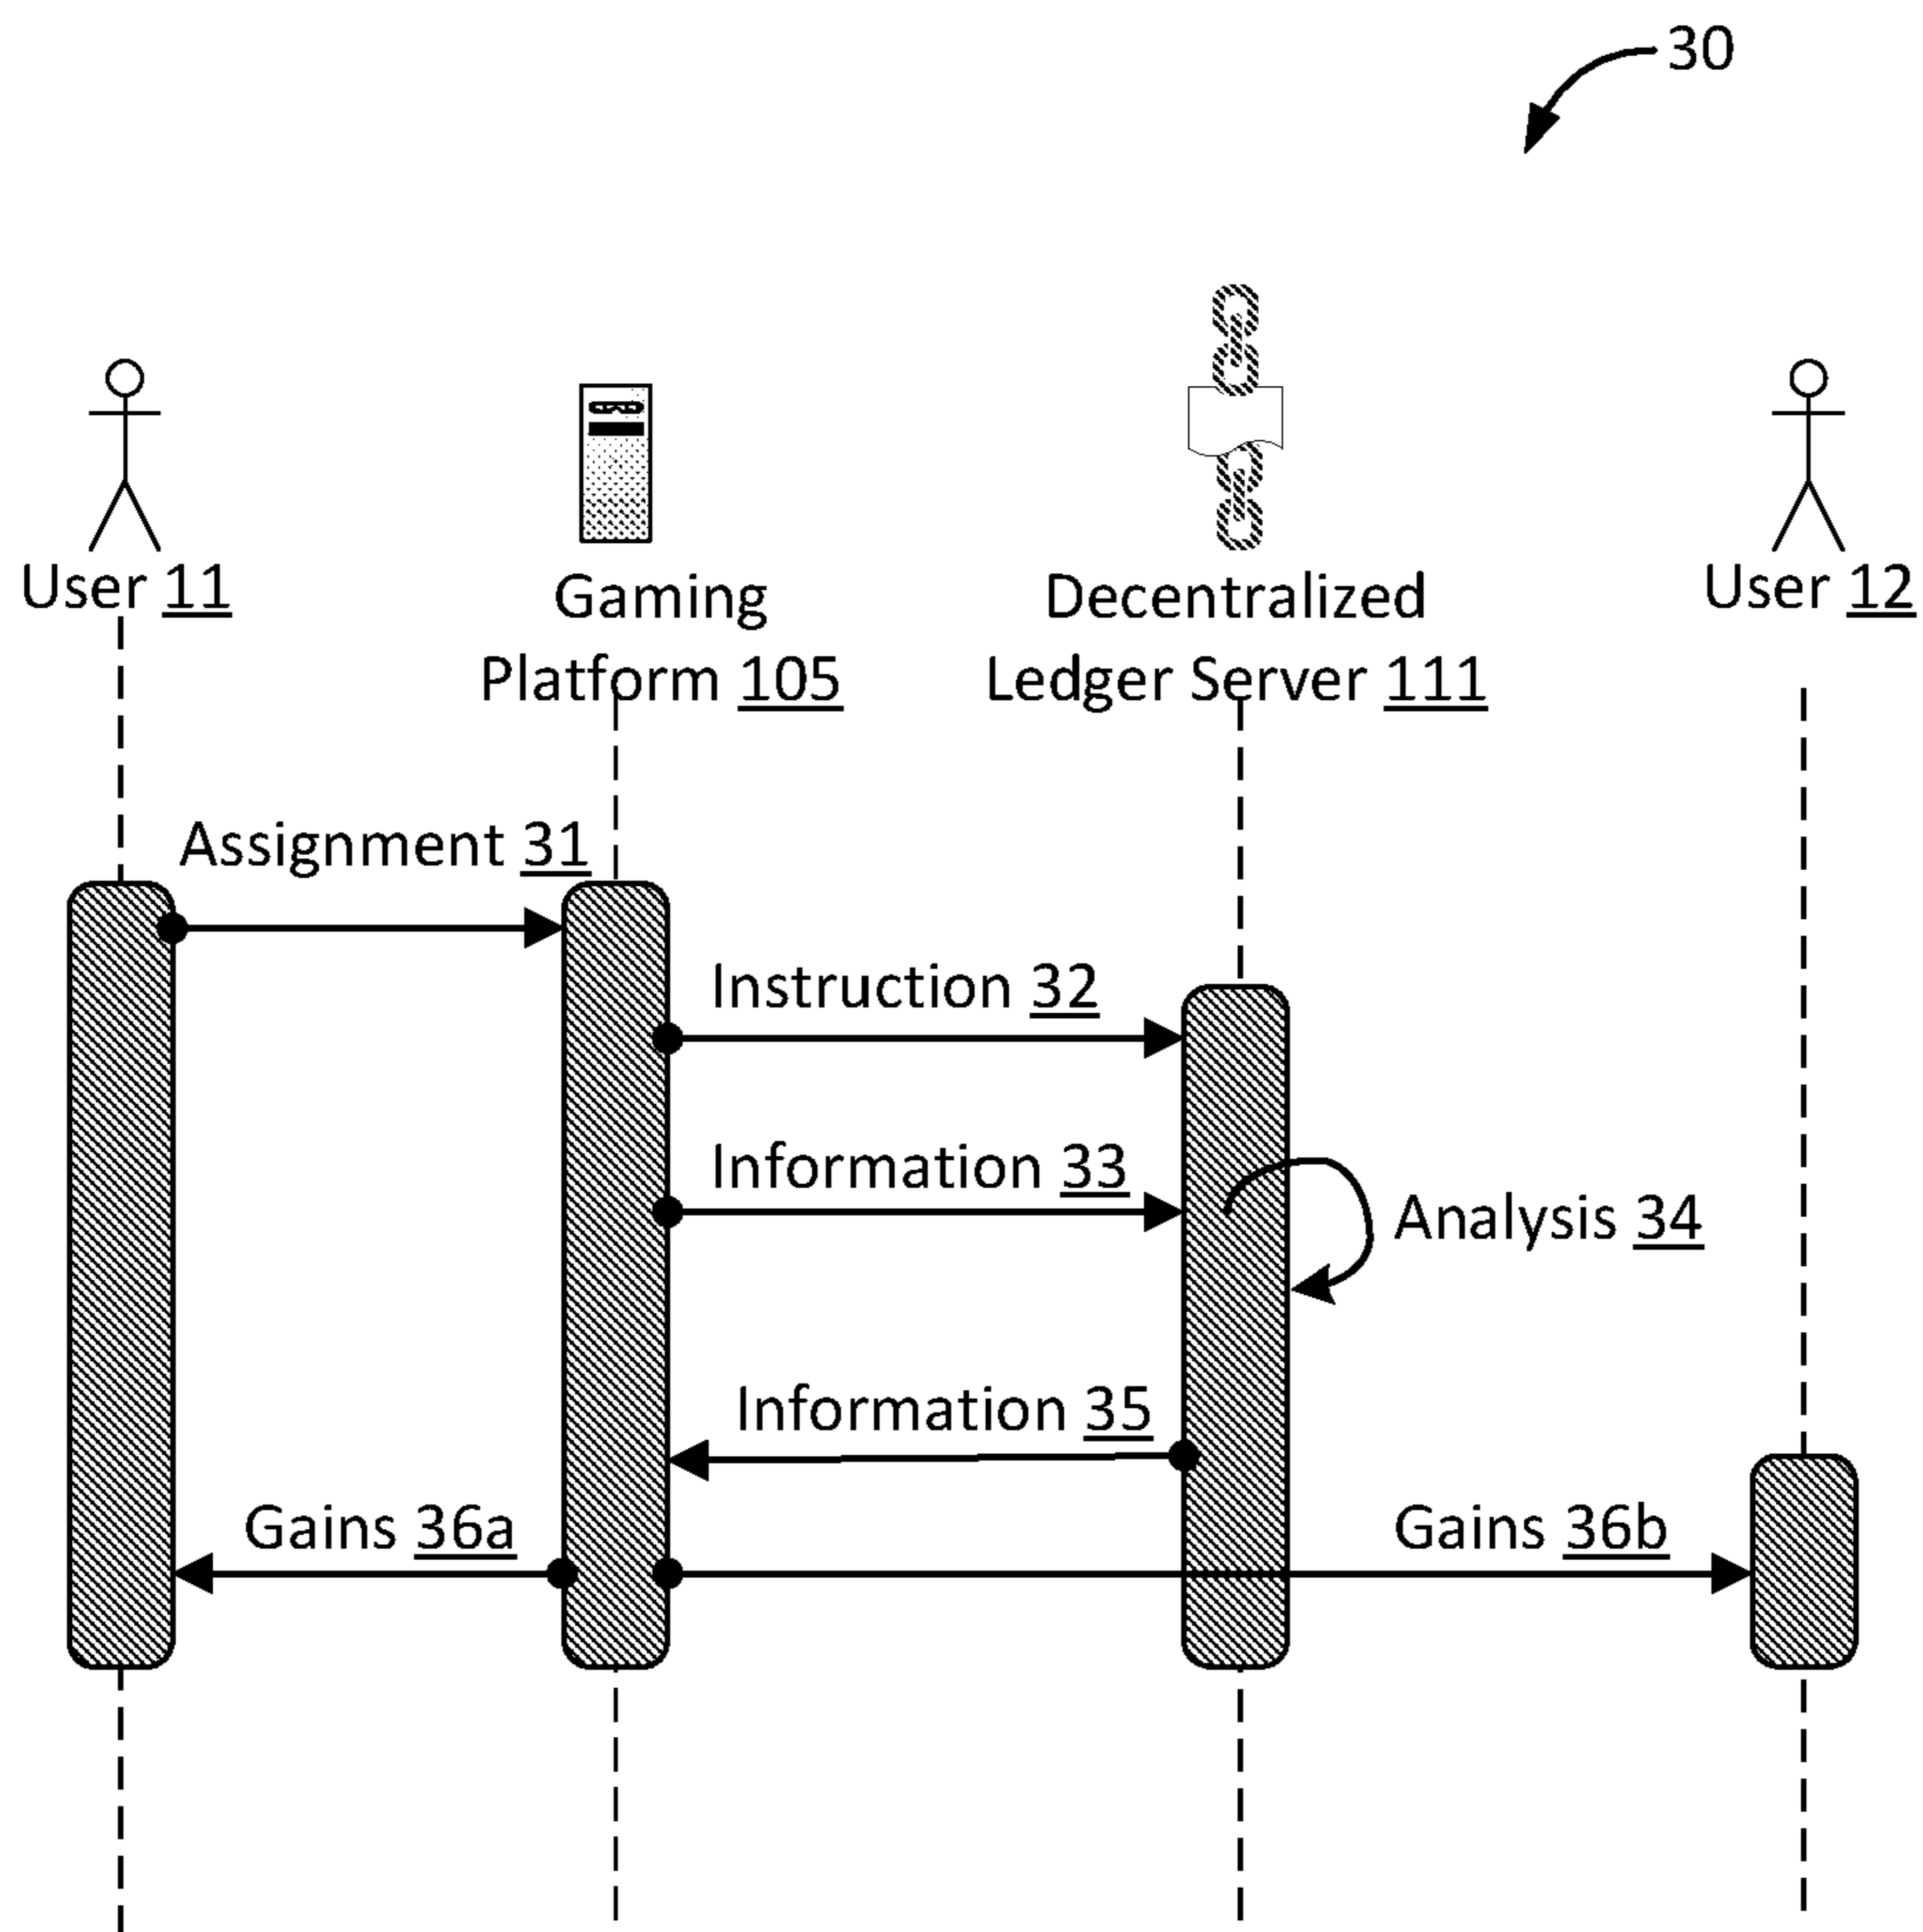 30
User 11
Gaming
Platform 105
Decentralized
Ledger Server 111
User 12
Assignment 31
Instruction 32
Information 33
Analysis 34
Information 35
Gains 36a
Gains 36b